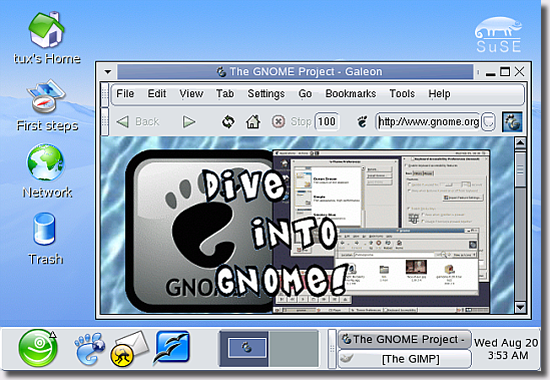 tux's Home
First steps
Network
Trash
SuSE
The GNOME Project - Galeon
File Edit View Tab Settings Go Bookmarks Tools Help
Back Stop 100 http://www.gnome.org
DiVE
iNTO
GNOME!
GNOME
The GNOME Project -
[The GIMP]
Wed Aug 20
3:53 AM